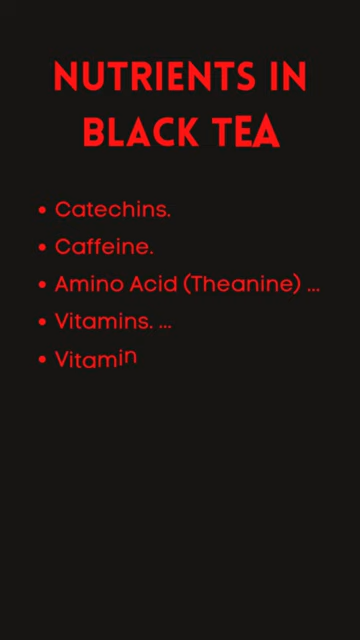 NUTRIENTS IN
BLACK TEA
• Catechins.
• Caffeine.
• Amino Acid (Theanine) ...
• Vitamins. ...
• Vitamin